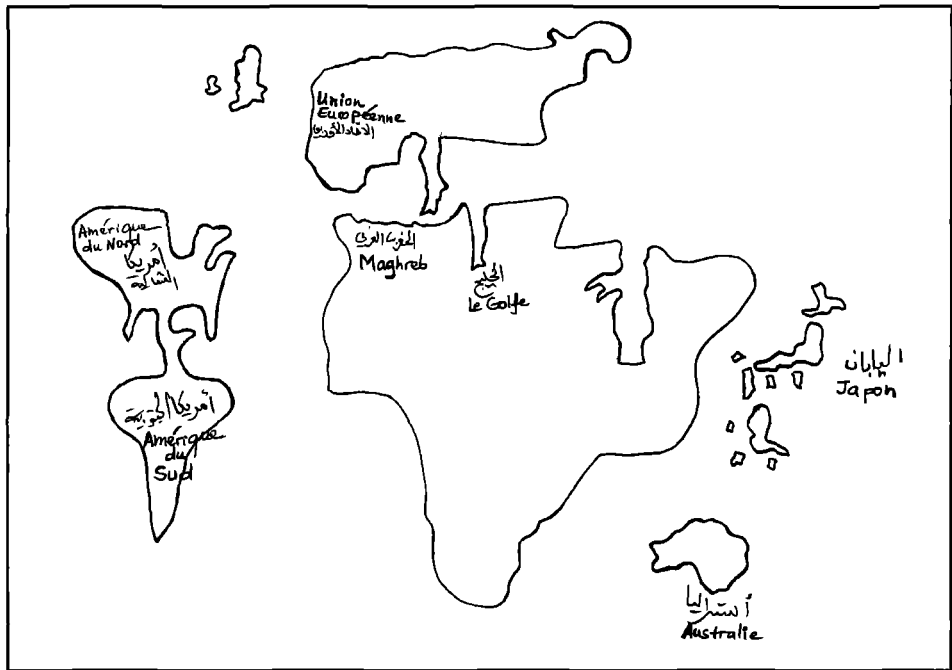 Union
Européenne
الاتحاد الأوروبي
Amérique
du Nord
أمريكا
الشمالية
المغرب العربي
Maghreb
الخليج
Le Golfe
اليابان
Japon
أمريكا الجنوبية
Amérique
du
Sud
أستراليا
Australie